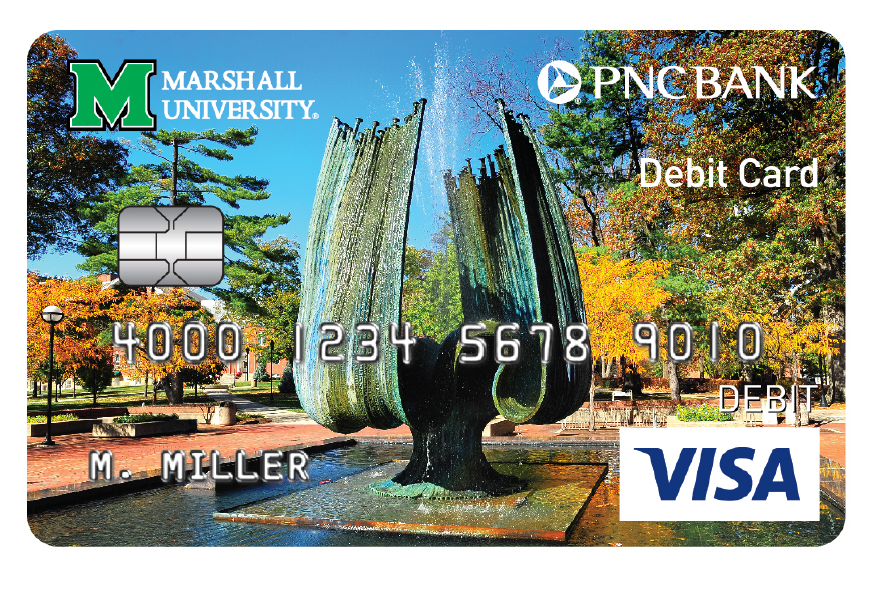 M MARSHALL
UNIVERSITY®
PNC BANK
Debit Card
4000 1234 5678 9010
DEBIT
M. MILLER
VISA